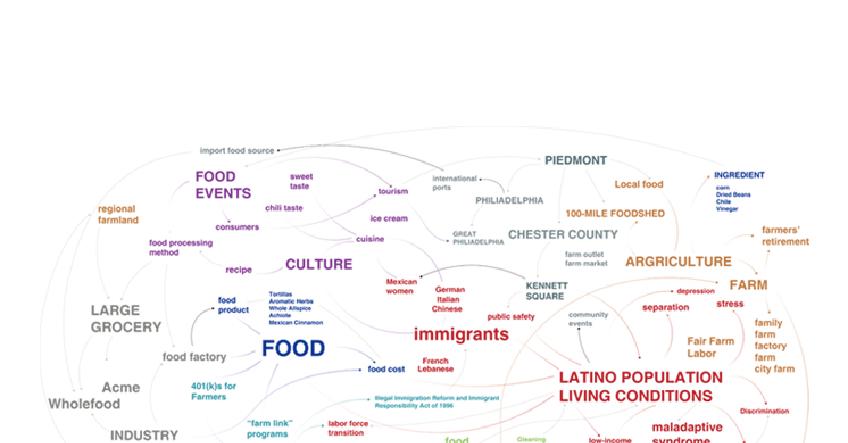 import food source
PIEDMONT
FOOD
EVENTS
sweet
taste
international
ports
INGREDIENT
corn
Dried Beans
Chile
Vinegar
Local food
tourism
PHILIADELPHIA
regional
farmland
chili taste
ice cream
100-MILE FOODSHED
consumers
cuisine
GREAT
PHILIADELPHIA
CHESTER COUNTY
farmers'
retirement
food processing
method
farm outlet
farm market
ARGRICULTURE
recipe
CULTURE
Mexican
women
German
Italian
Chinese
KENNETT
SQUARE
depression
FARM
food
product
Tortillas
Aromatic Herbs
Whole Allspice
Achiote
Mexican Cinnamon
separation
stress
LARGE
GROCERY
public safety
community
events
family
farm
factory
farm
city farm
immigrants
FOOD
Fair Farm
Labor
food factory
French
Lebanese
food cost
LATINO POPULATION
LIVING CONDITIONS
Acme
Wholefood
401(k)s for
Farmers
Illegal Immigration Reform and Immigrant
Responsibility Act of 1996
Discrimination
"farm link"
programs
labor force
transition
maladaptive
syndrome
INDUSTRY
food
Cleaning
low-income